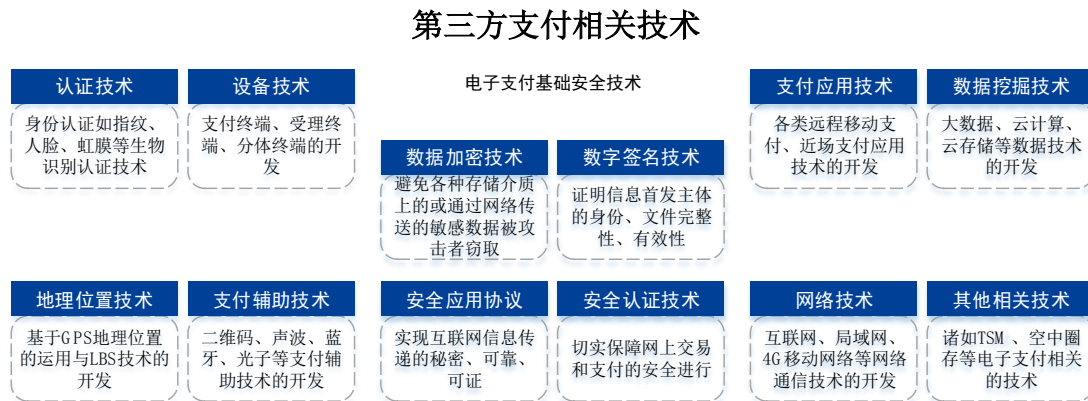 第三方支付相关技术
认证技术
身份认证如指纹、
人脸、虹膜等生物
识别认证技术
设备技术
支付终端、受理终
端、分体终端的开
发
电子支付基础安全技术
数据加密技术
避免各种存储介质
上的或通过网络传
送的敏感数据被攻
击者窃取
数字签名技术
证明信息首发主体
的身份、文件完整
性、有效性
支付应用技术
各类远程移动支
付、近场支付应用
技术的开发
数据挖掘技术
大数据、云计算、
云存储等数据技术
的开发
地理位置技术
基于GPS地理位置
的运用与LBS技术的
开发
支付辅助技术
二维码、声波、蓝
牙、光子等支付辅
助技术的开发
安全应用协议
实现互联网信息传
递的秘密、可靠、
可证
安全认证技术
切实保障网上交易
和支付的安全进行
网络技术
互联网、局域网、
4G移动网络等网络
通信技术的开发
其他相关技术
诸如TSM 、空中圈
存等电子支付相关
的技术